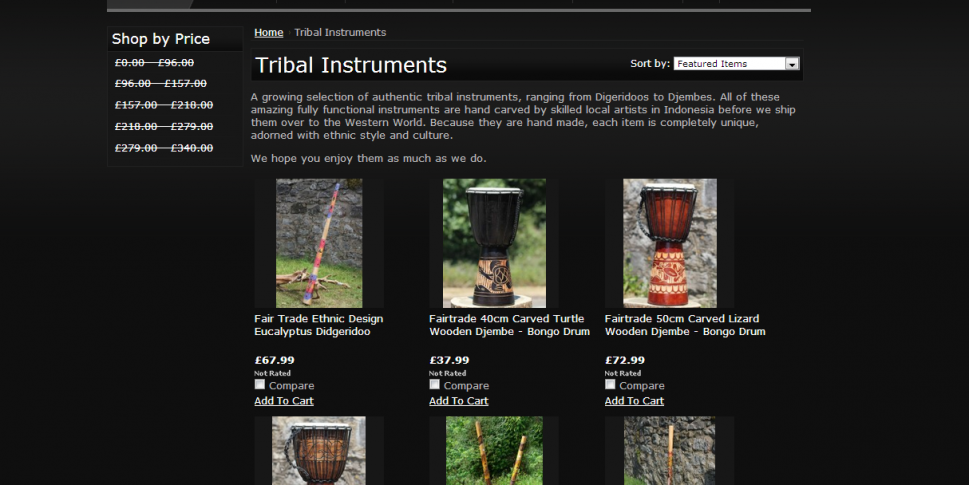 Shop by Price
£0.00 - £96.00
£96.00 - £157.00
£157.00 - £218.00
£218.00 - £279.00
£279.00 - £340.00
Home Tribal Instruments
Tribal Instruments
Sort by: Featured Items
A growing selection of authentic tribal instruments, ranging from Digeridoos to Djembes. All of these
amazing fully functional instruments are hand carved by skilled local artists in Indonesia before we ship
them over to the Western World. Because they are hand made, each item is completely unique,
adorned with ethnic style and culture.
We hope you enjoy them as much as we do.
Fair Trade Ethnic Design
Eucalyptus Didgeridoo
£67.99
Not Rated
Compare
Add To Cart
Fairtrade 40cm Carved Turtle
Wooden Djembe - Bongo Drum
£37.99
Not Rated
Compare
Add To Cart
Fairtrade 50cm Carved Lizard
Wooden Djembe - Bongo Drum
£72.99
Not Rated
Compare
Add To Cart